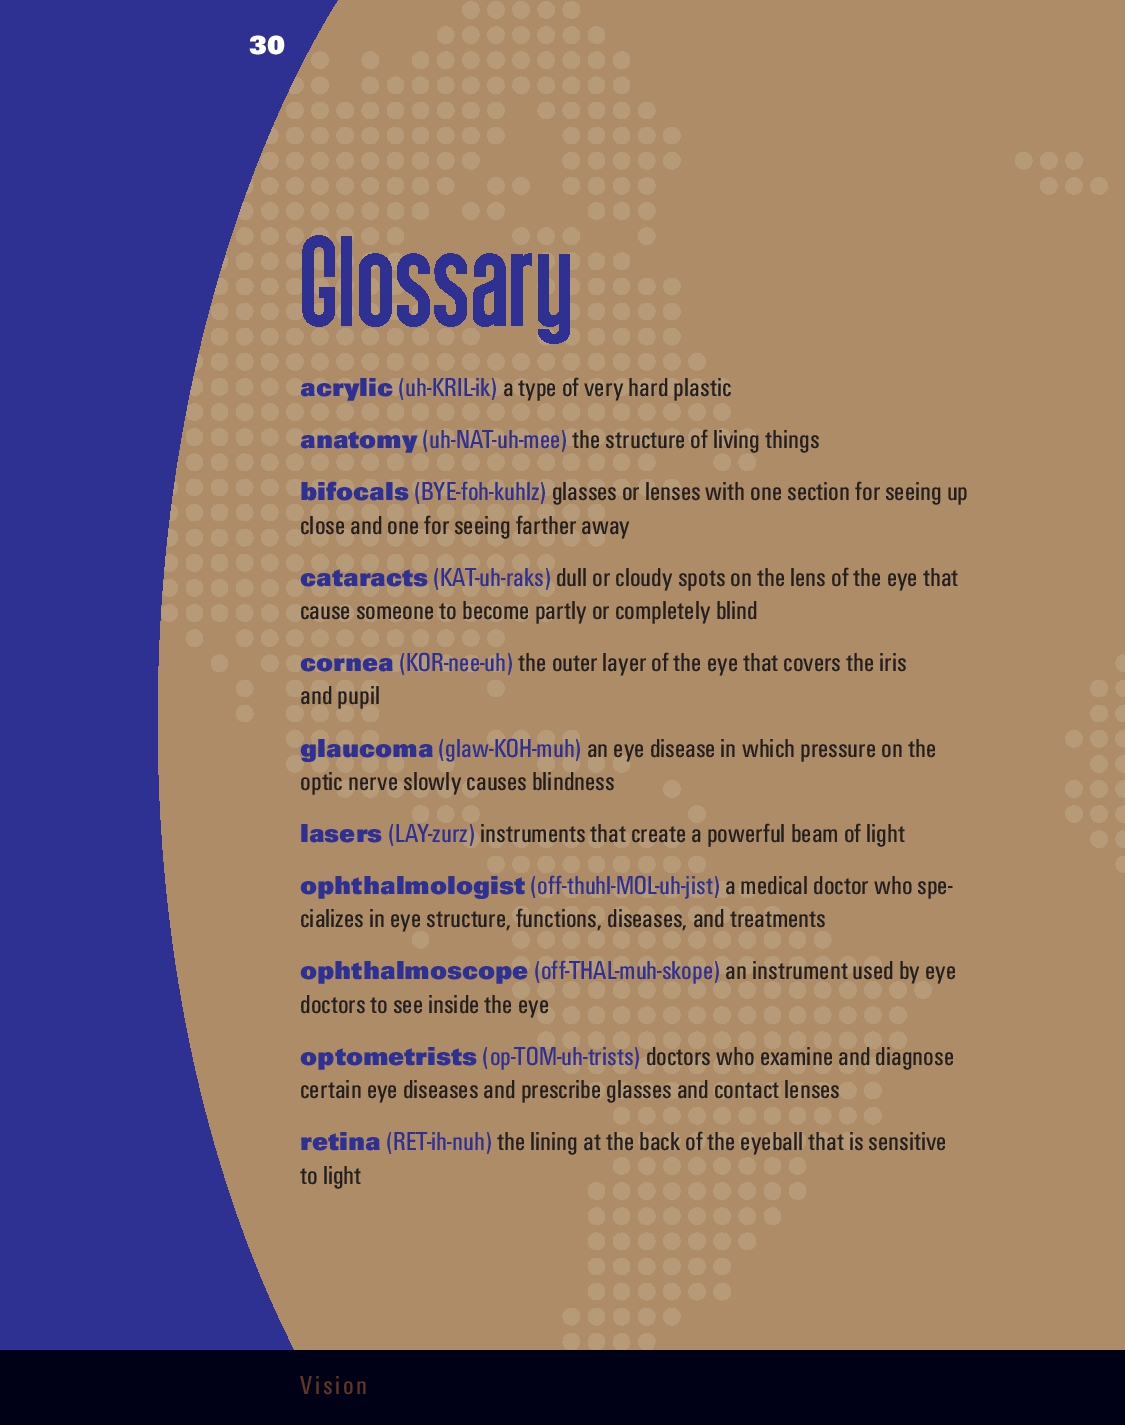 30
Glossary
acrylic (uh-KRIL-ik) a type of very hard plastic
anatomy (uh-NAT-uh-mee) the structure of living things
bifocals (BYE-foh-kuhlz) glasses or lenses with one section for seeing up
close and one for seeing farther away
cataracts (KAT-uh-raks) dull or cloudy spots on the lens of the eye that
cause someone to become partly or completely blind
cornea (KOR-nee-uh) the outer layer of the eye that covers the iris
and pupil
glaucoma (glaw-KOH-muh) an eye disease in which pressure on the
optic nerve slowly causes blindness
lasers (LAY-zurz) instruments that create a powerful beam of light
ophthalmologist (off-thuhl-MOL-uh-jist) a medical doctor who spe-
cializes in eye structure, functions, diseases, and treatments
ophthalmoscope (off-THAL-muh-skope) an instrument used by eye
doctors to see inside the eye
optometrists (op-TOM-uh-trists) doctors who examine and diagnose
certain eye diseases and prescribe glasses and contact lenses
retina (RET-ih-nuh) the lining at the back of the eyeball that is sensitive
to light
Vision